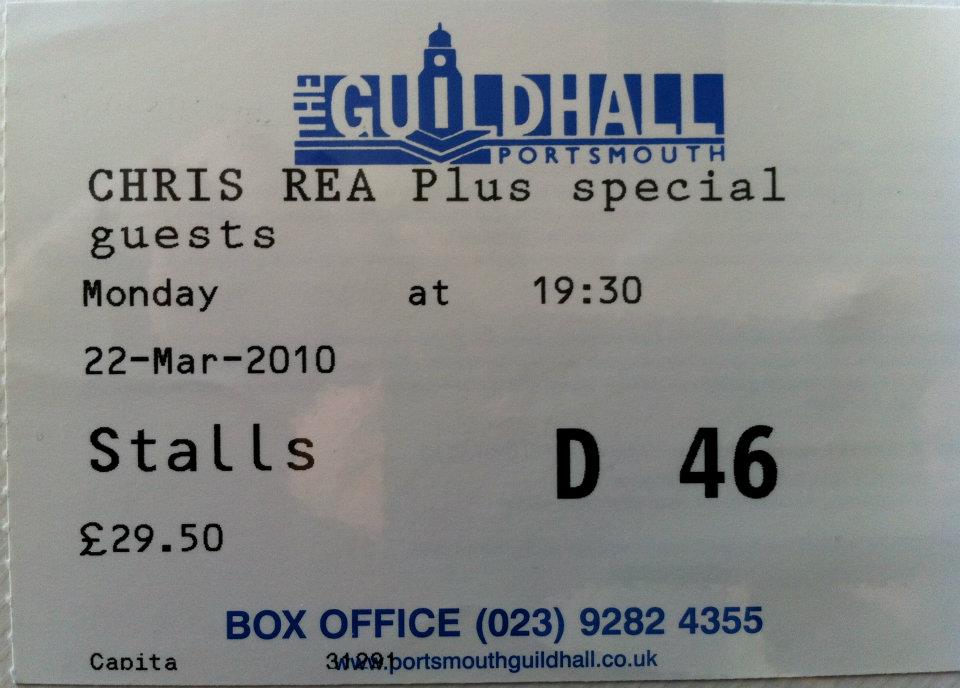 THE GUILDHALL
PORTSMOUTH
CHRIS REA Plus special
guests
Monday at 19:30
22-Mar-2010
Stalls D 46
£29.50
BOX OFFICE (023) 9282 4355
Capita www.portsmouthguildhall.co.uk